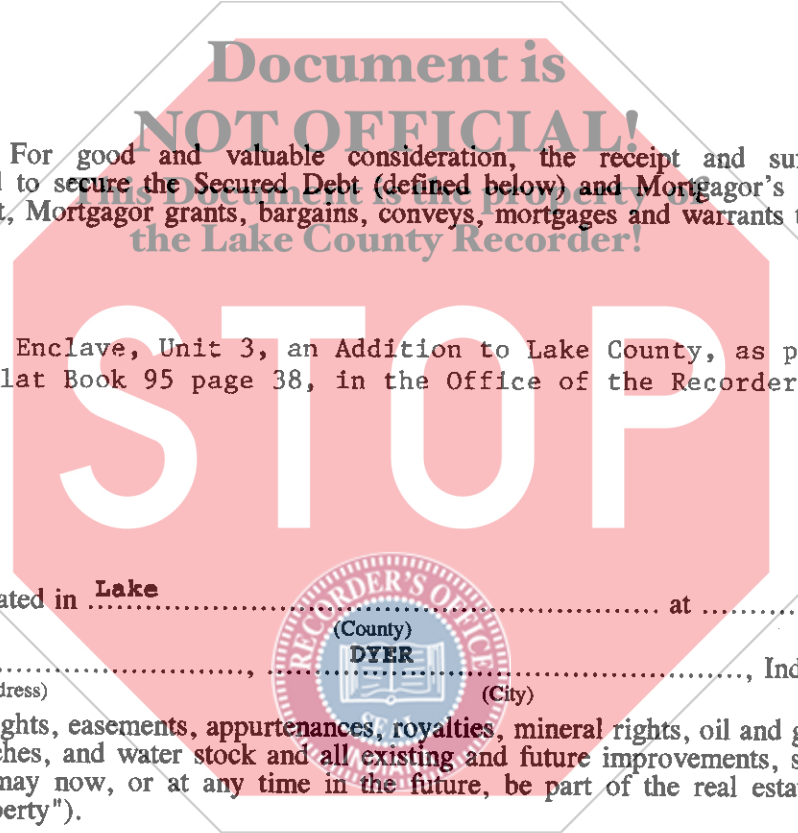 Document is
NOT OFFICIAL!
For good and valuable consideration, the receipt and su
to secure the Secured Debt (defined below) and Mortgagor's
This Document is the property of
t, Mortgagor grants, bargains, conveys, mortgages and warrants t
the Lake County Recorder!
Enclave, Unit 3, an Addition to Lake County, as p
lat Book 95 page 38, in the Office of the Recorder
STOP
ated in Lake at
(County)
DYER
, , Ind
dress) (City)
RECORDER'S OFFICE
SEAL
INDIANA
ghts, easements, appurtenances, royalties, mineral rights, oil and g
ches, and water stock and all existing and future improvements, s
may now, or at any time in the future, be part of the real esta
perty").